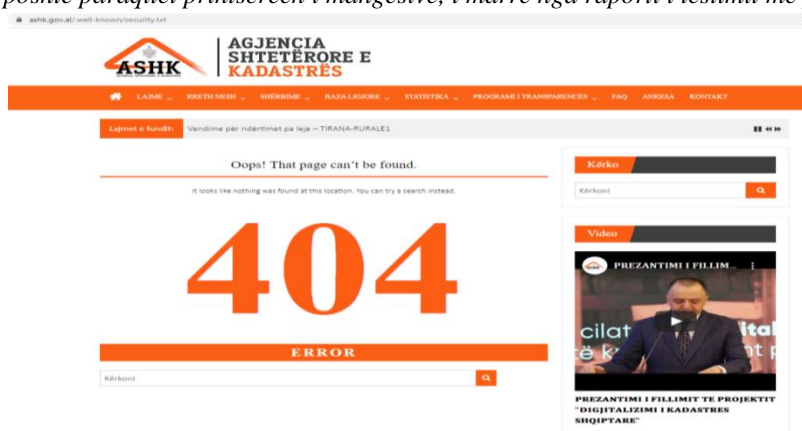 poshtë paraqitet printscreen i mangësive, i marrë nga raporti i testimit me
ashk.gov.al/.well-known/security.txt
ASHK
AGJENCIA
SHTETËRORE E
KADASTRËS
LAJME RRETH NESH SHËRBIME BAZA LIGJORE STATISTIKA PROGRAMI I TRANSPARENCËS FAQ ANKESA KONTAKT
Lajmet e fundit: Vendime për ndërtimet pa leje – TIRANA-RURALE1
Oops! That page can't be found.
It looks like nothing was found at this location. You can try a search instead.
404
ERROR
Kërkoni
Kërko
Kërkoni
Video
PREZANTIMI I FILLIM...
cilat
ital
të k
PREZANTIMI I FILLIMIT TE PROJEKTIT
"DIGJITALIZIMI I KADASTRES
SHQIPTARE"